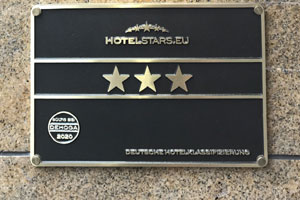 HOTELSTARS.EU
DEHOGA
2020
DEUTSCHE HOTELKLASSIFIZIERUNG